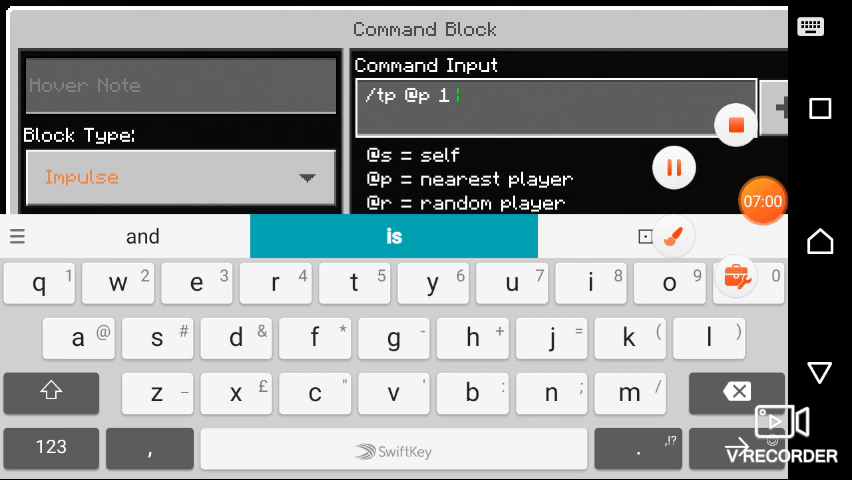 Command Block
Hover Note
Command Input
/tp @p 1
Block Type:
Impulse
@s = self
@p = nearest player
@r = random player
07:00
and is
q 1 w 2 e 3 r 4 t 5 y 6 u 7 i 8 o 9 0
a @ s # d & f * g - h + j = k ( l )
z _ x £ c " v ' b : n ; m /
123 , SwiftKey . ,!?
V RECORDER